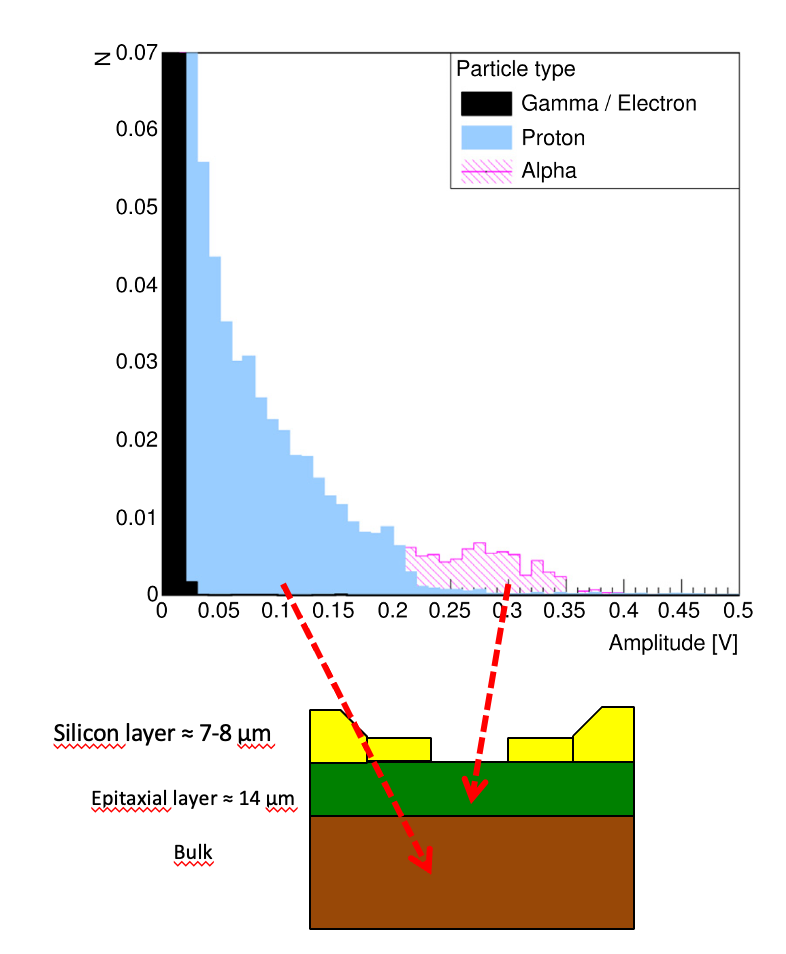 N
0.07
0.06
0.05
0.04
0.03
0.02
0.01
0
Particle type
Gamma / Electron
Proton
Alpha
0 0.05 0.1 0.15 0.2 0.25 0.3 0.35 0.4 0.45 0.5
Amplitude [V]
Silicon layer ≈ 7-8 µm
Epitaxial layer ≈ 14 µm
Bulk